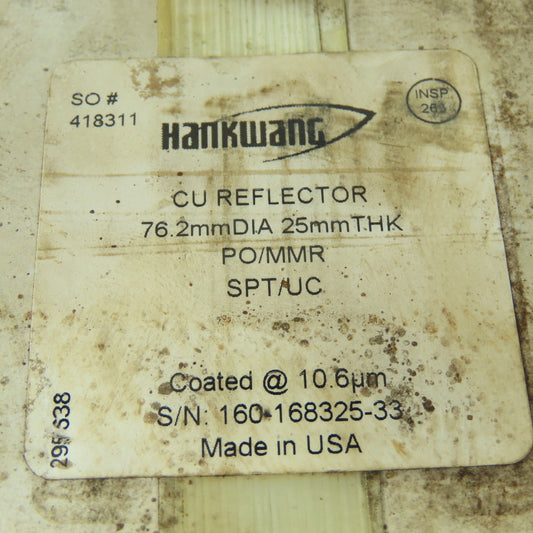 SO #
418311
HANKWANG
INSP.
263
CU REFLECTOR
76.2mmDIA 25mmTHK
PO/MMR
SPT/UC
Coated @ 10.6µm
S/N: 160-168325-33
Made in USA